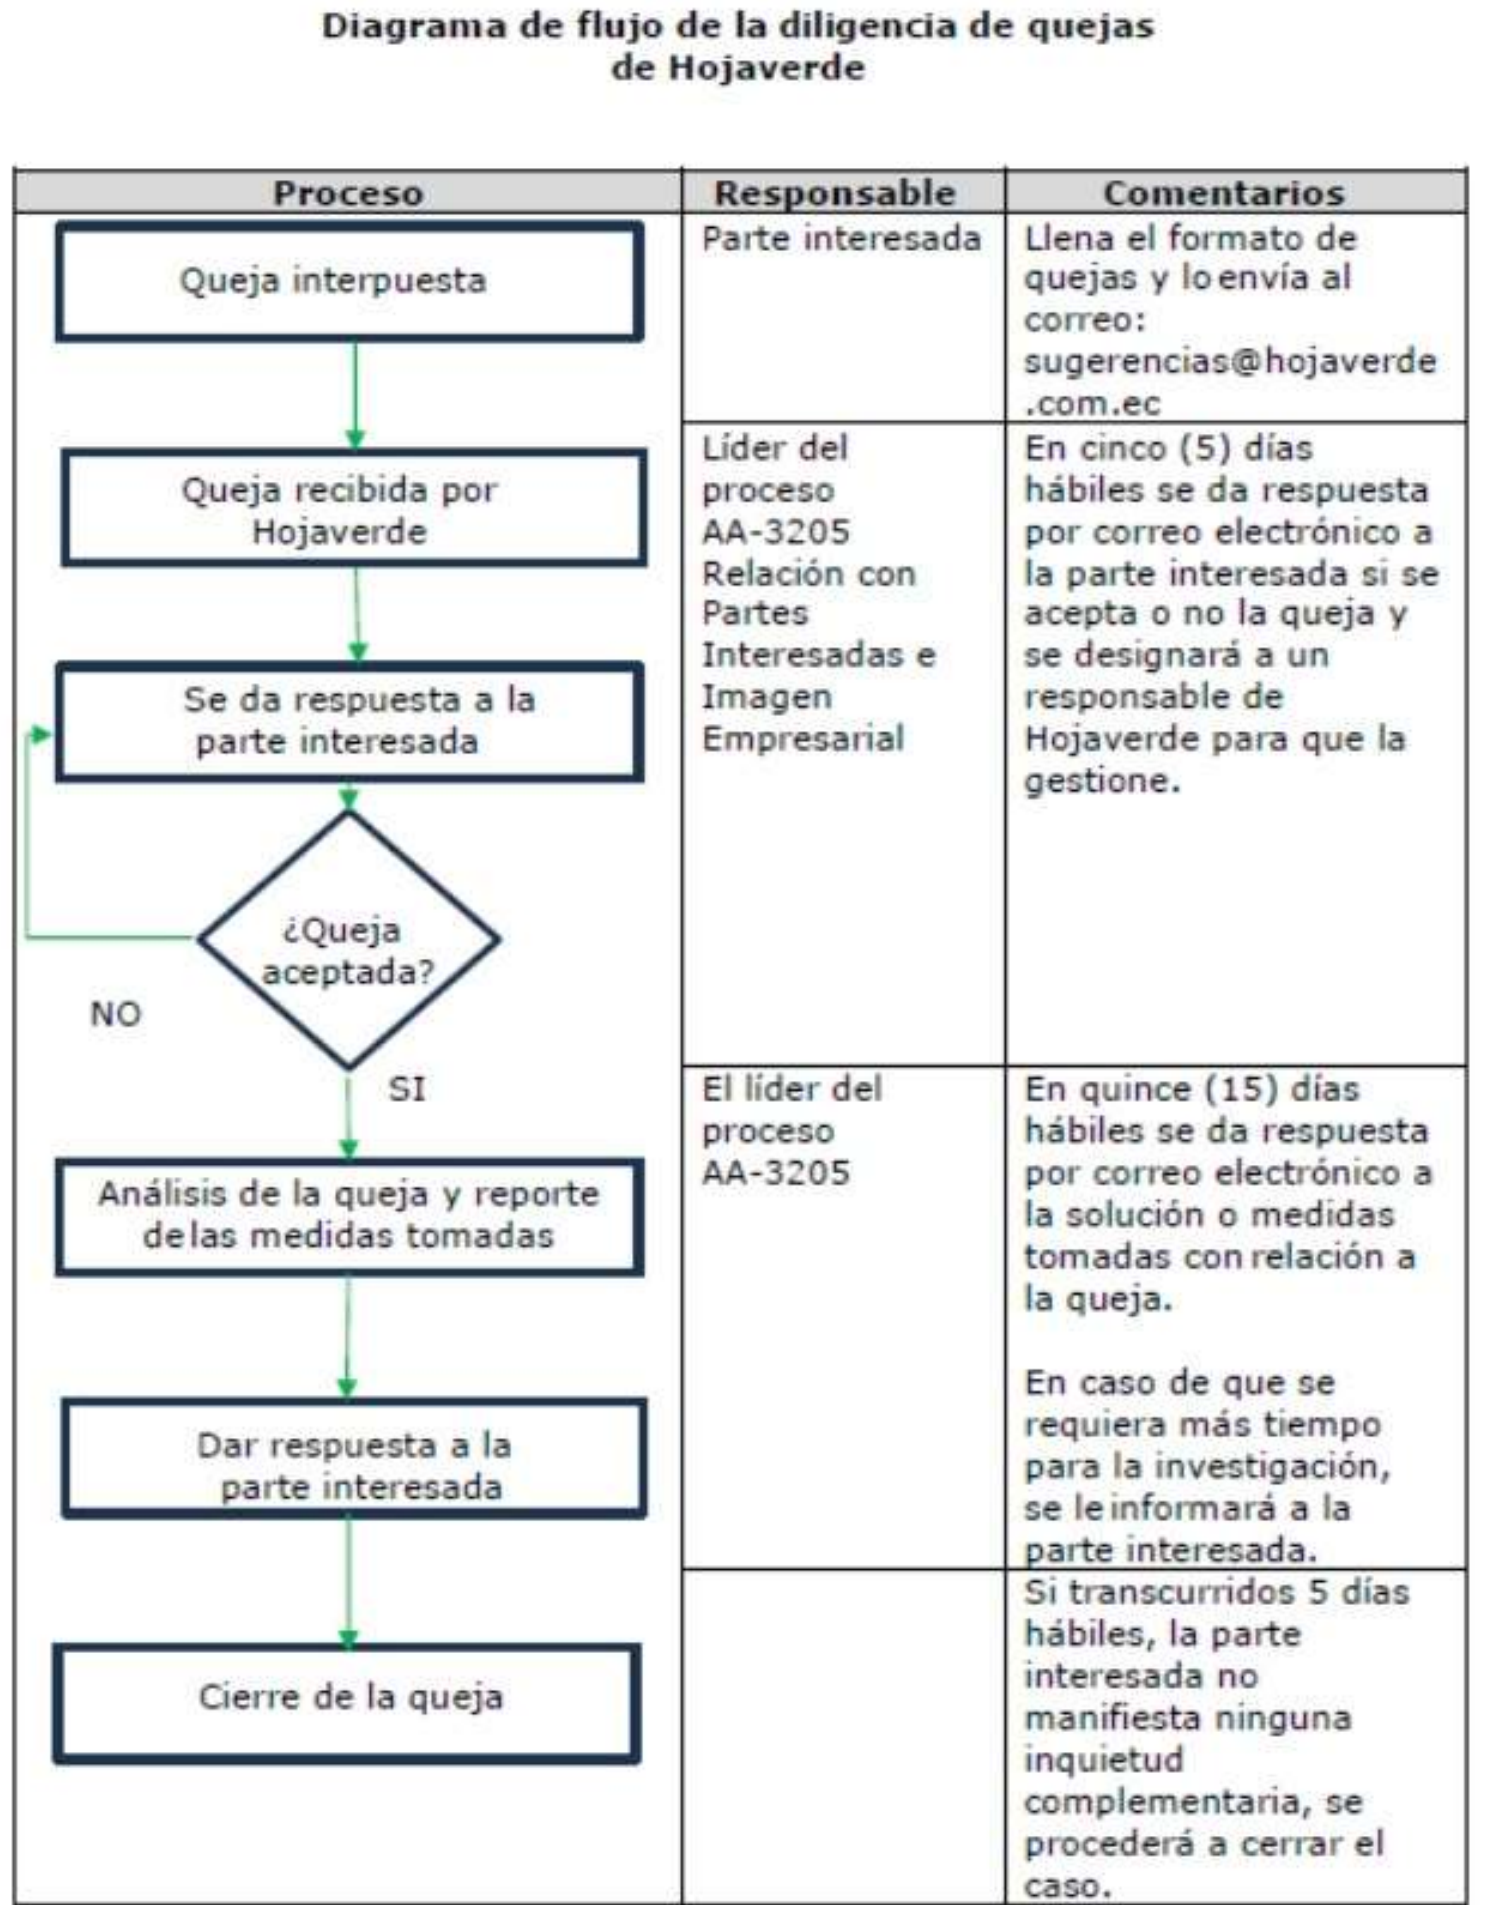 Diagrama de flujo de la diligencia de quejas
de Hojaverde
Proceso
Responsable
Comentarios
Queja interpuesta
Parte interesada
Llena el formato de
quejas y lo envía al
correo:
sugerencias@hojaverde
.com.ec
Queja recibida por
Hojaverde
Se da respuesta a la
parte interesada
¿Queja
aceptada?
NO
SI
Líder del
proceso
AA-3205
Relación con
Partes
Interesadas e
Imagen
Empresarial
En cinco (5) días
hábiles se da respuesta
por correo electrónico a
la parte interesada si se
acepta o no la queja y
se designará a un
responsable de
Hojaverde para que la
gestione.
Análisis de la queja y reporte
de las medidas tomadas
Dar respuesta a la
parte interesada
El líder del
proceso
AA-3205
En quince (15) días
hábiles se da respuesta
por correo electrónico a
la solución o medidas
tomadas con relación a
la queja.
En caso de que se
requiera más tiempo
para la investigación,
se le informará a la
parte interesada.
Cierre de la queja
Si transcurridos 5 días
hábiles, la parte
interesada no
manifiesta ninguna
inquietud
complementaria, se
procederá a cerrar el
caso.